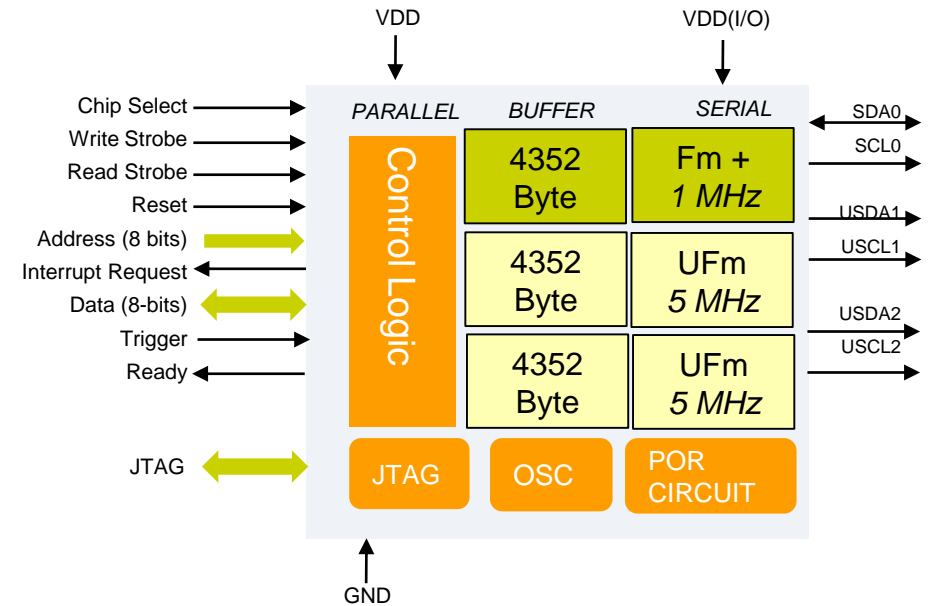 VDD
VDD(I/O)
Chip Select
Write Strobe
Read Strobe
Reset
Address (8 bits)
Interrupt Request
Data (8-bits)
Trigger
Ready
JTAG
PARALLEL
BUFFER
SERIAL
Control Logic
4352
Byte
Fm +
1 MHz
4352
Byte
UFm
5 MHz
4352
Byte
UFm
5 MHz
JTAG
OSC
POR
CIRCUIT
SDA0
SCL0
USDA1
USCL1
USDA2
USCL2
GND